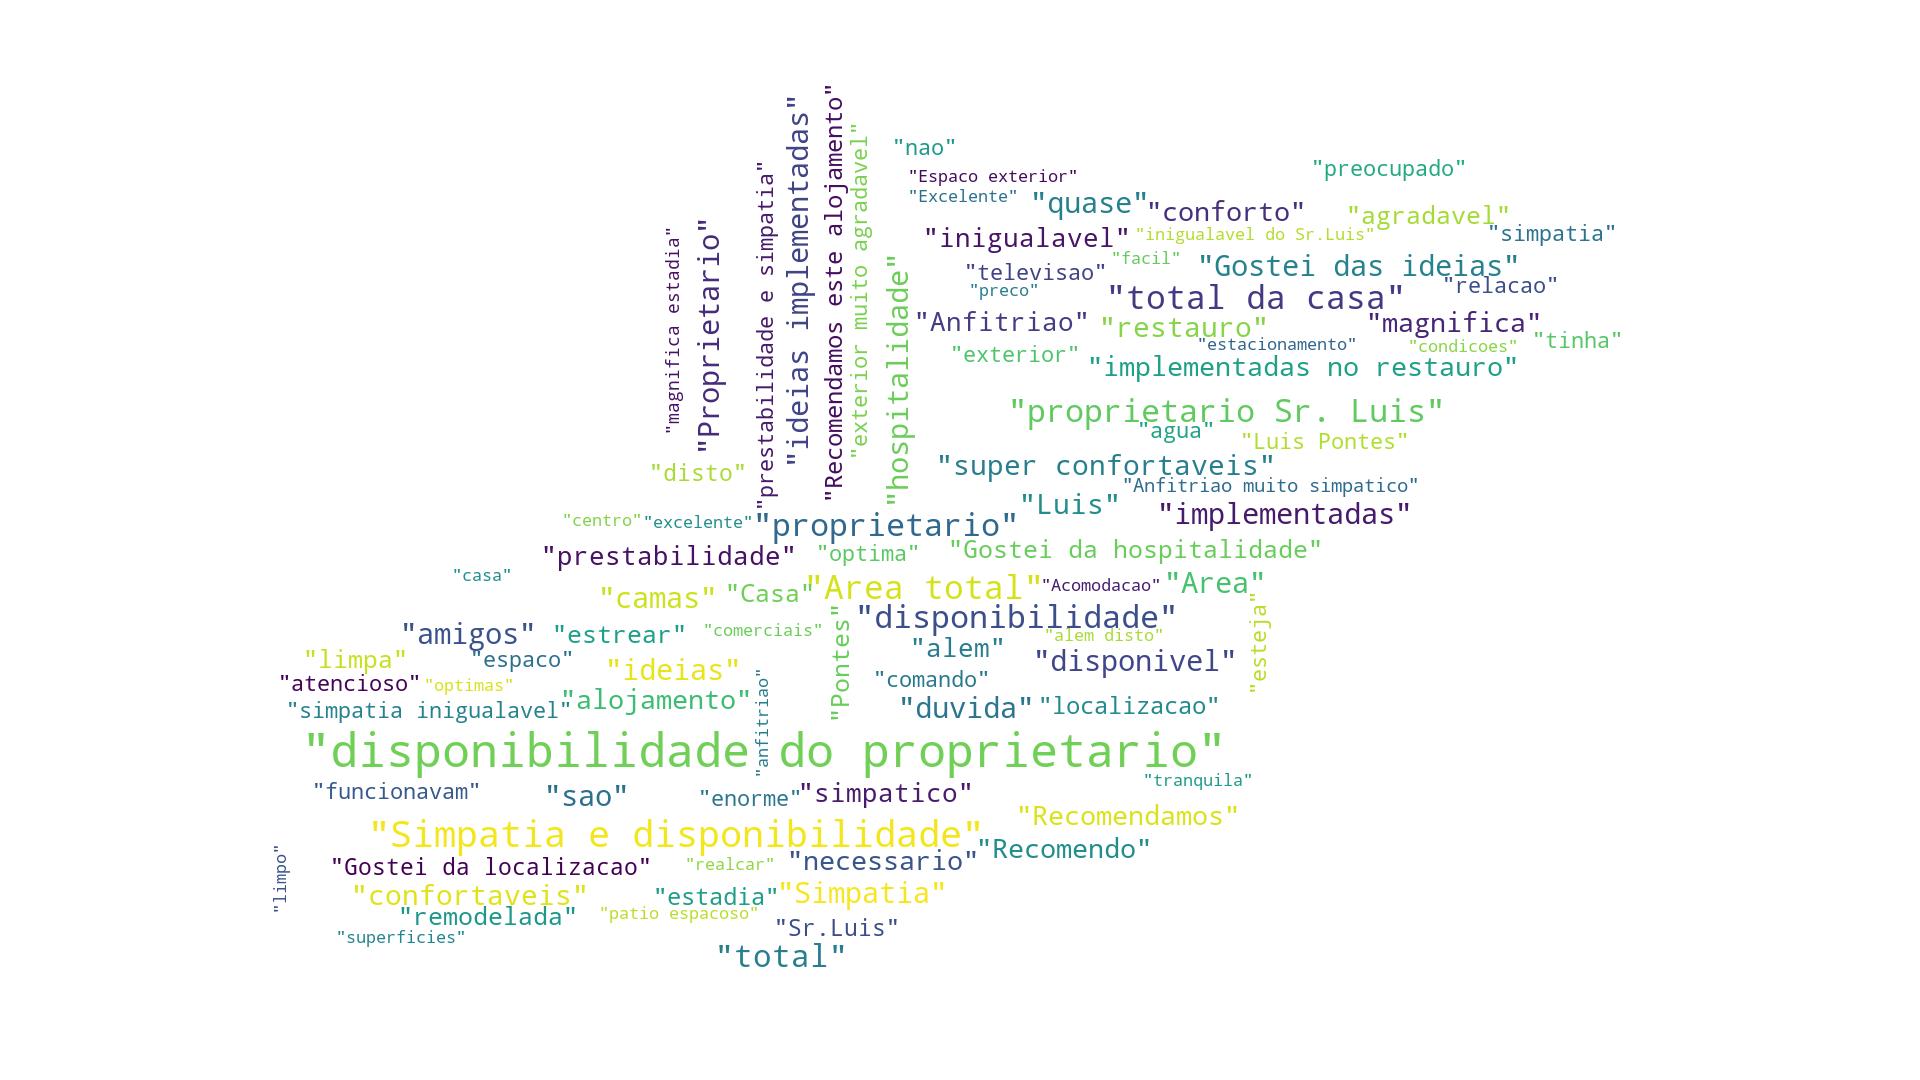 "nao"
"preocupado"
"Espaco exterior"
"Excelente"
"quase"
"conforto"
"agradavel"
"inigualavel"
"inigualavel do Sr.Luis"
"simpatia"
"televisao"
"facil"
"Gostei das ideias"
"preco"
"total da casa"
"relacao"
"Anfitriao"
"restauro"
"magnifica"
"estacionamento"
"condicoes"
"tinha"
"exterior"
"implementadas no restauro"
"magnifica estadia"
"Proprietario"
"prestabilidade e simpatia"
"ideias implementadas"
"Recomendamos este alojamento"
"exterior muito agradavel"
"hospitalidade"
"proprietario Sr. Luis"
"agua"
"Luis Pontes"
"disto"
"super confortaveis"
"Anfitriao muito simpatico"
"Luis"
"implementadas"
"centro"
"excelente"
"proprietario"
"prestabilidade"
"optima"
"Gostei da hospitalidade"
"casa"
"camas"
"Casa"
"Area total"
"Acomodacao"
"Area"
"disponibilidade"
"amigos"
"estrear"
"comerciais"
"Pontes"
"alem disto"
"esteja"
"limpa"
"espaco"
"ideias"
"alem"
"disponivel"
"atencioso"
"optimas"
"comando"
"simpatia inigualavel"
"alojamento"
"anfitriao"
"duvida"
"localizacao"
"disponibilidade do proprietario"
"tranquila"
"funcionavam"
"sao"
"enorme"
"simpatico"
"Recomendamos"
"Simpatia e disponibilidade"
"Recomendo"
"limpo"
"Gostei da localizacao"
"realcar"
"necessario"
"confortaveis"
"estadia"
"Simpatia"
"remodelada"
"patio espacoso"
"Sr.Luis"
"superficies"
"total"